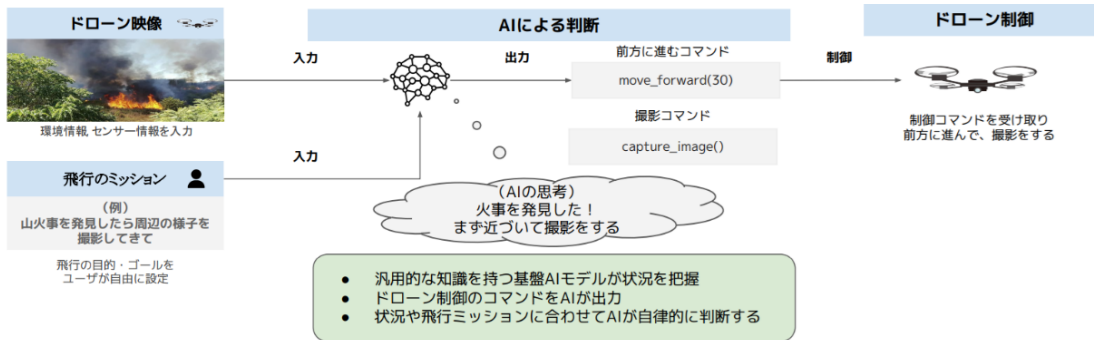 ドローン映像
環境情報, センサー情報を入力
飛行のミッション
（例）
山火事を発見したら周辺の様子を
撮影してきて
飛行の目的・ゴールを
ユーザが自由に設定
入力
入力
AIによる判断
出力
前方に進むコマンド
move_forward(30)
撮影コマンド
capture_image()
（AIの思考）
火事を発見した！
まず近づいて撮影をする
制御
ドローン制御
制御コマンドを受け取り
前方に進んで、撮影をする
● 汎用的な知識を持つ基盤AIモデルが状況を把握
● ドローン制御のコマンドをAIが出力
● 状況や飛行ミッションに合わせてAIが自律的に判断する